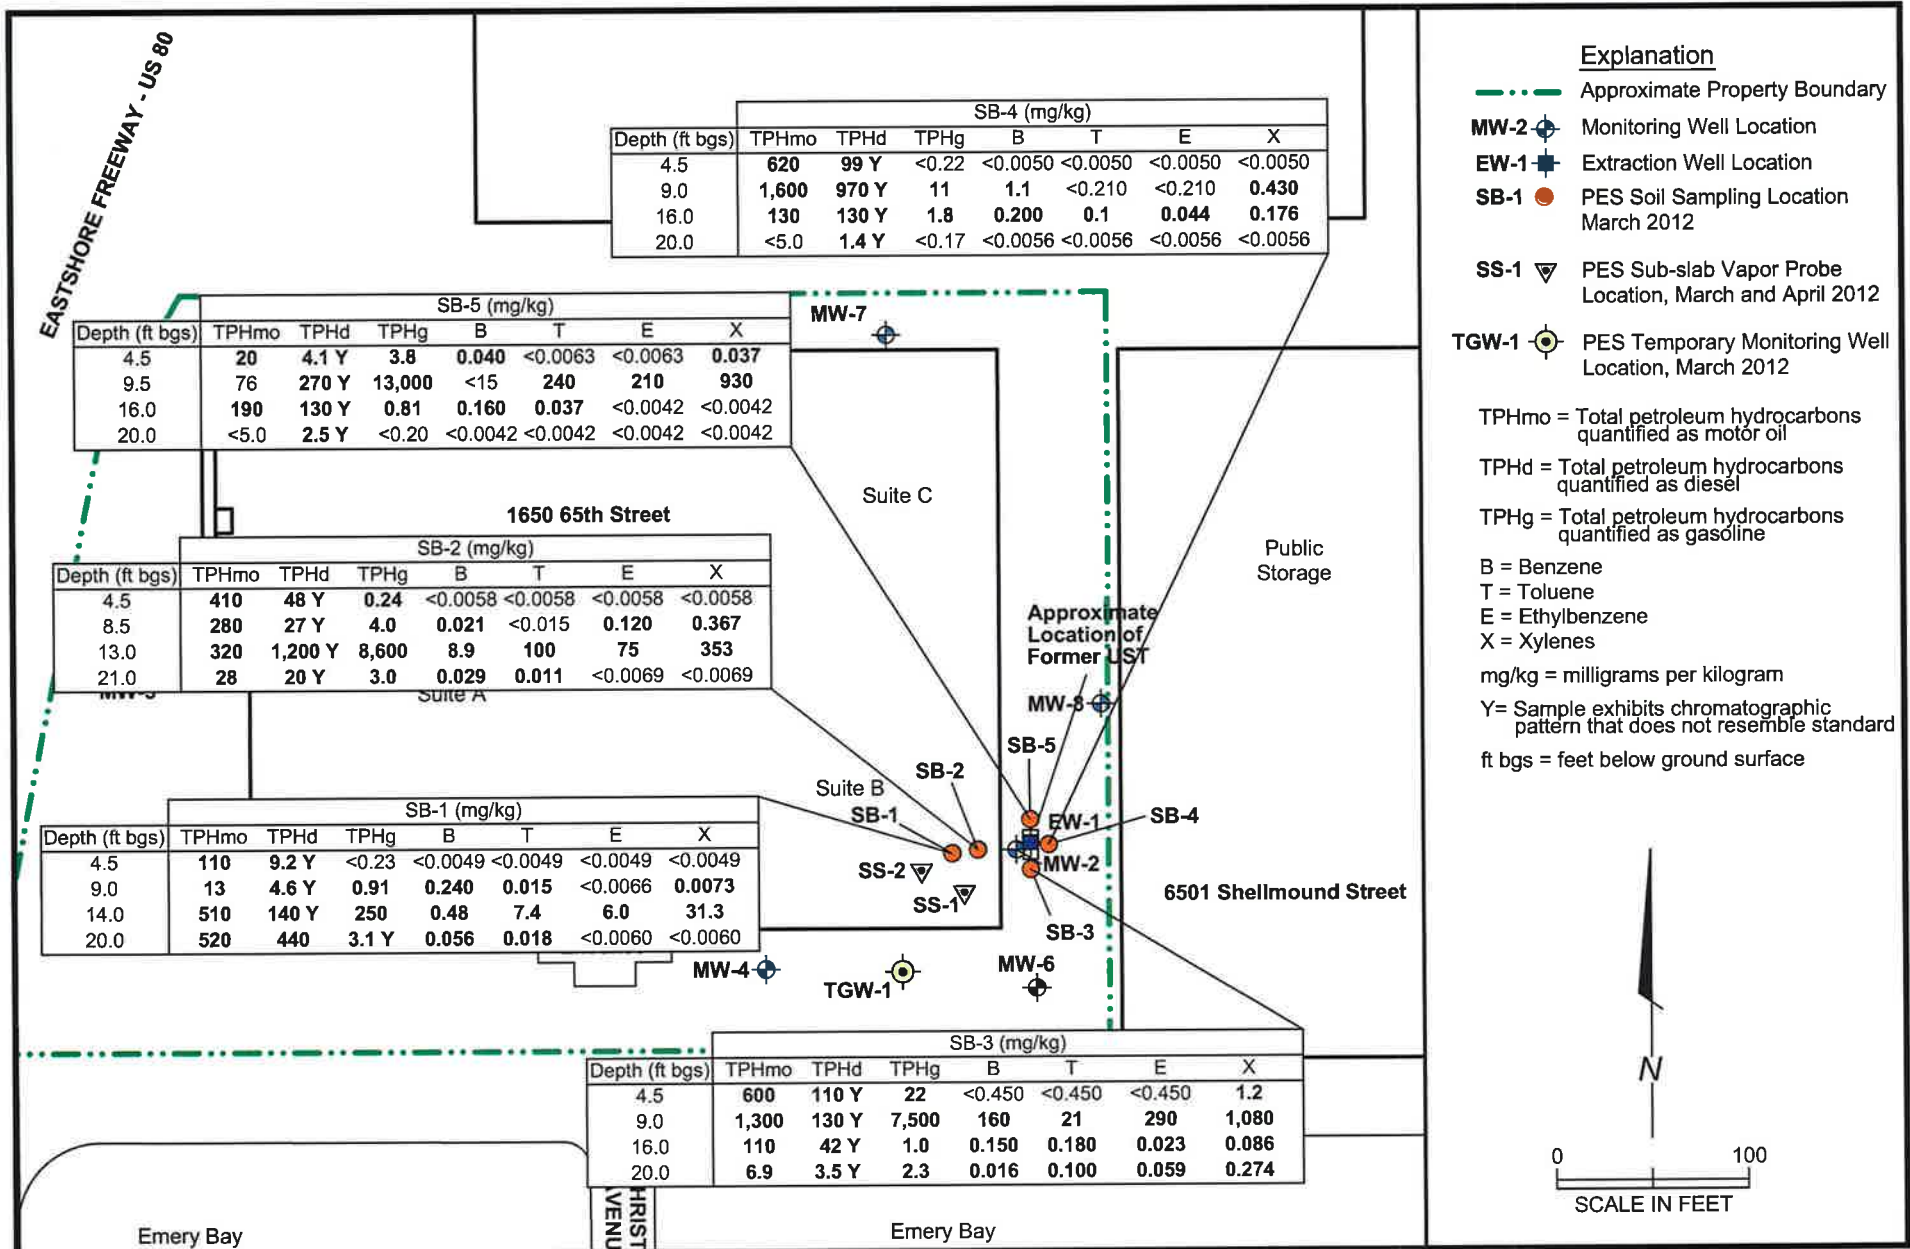 EASTSHORE FREEWAY - US 80
SB-4 (mg/kg)
Depth (ft bgs) TPHmo TPHd TPHg B T E X
4.5 620 99 Y <0.22 <0.0050 <0.0050 <0.0050 <0.0050
9.0 1,600 970 Y 11 1.1 <0.210 <0.210 0.430
16.0 130 130 Y 1.8 0.200 0.1 0.044 0.176
20.0 <5.0 1.4 Y <0.17 <0.0056 <0.0056 <0.0056 <0.0056
SB-5 (mg/kg)
Depth (ft bgs) TPHmo TPHd TPHg B T E X
4.5 20 4.1 Y 3.8 0.040 <0.0063 <0.0063 0.037
9.5 76 270 Y 13,000 <15 240 210 930
16.0 190 130 Y 0.81 0.160 0.037 <0.0042 <0.0042
20.0 <5.0 2.5 Y <0.20 <0.0042 <0.0042 <0.0042 <0.0042
MW-7
Suite C
1650 65th Street
Public
Storage
SB-2 (mg/kg)
Depth (ft bgs) TPHmo TPHd TPHg B T E X
4.5 410 48 Y 0.24 <0.0058 <0.0058 <0.0058 <0.0058
8.5 280 27 Y 4.0 0.021 <0.015 0.120 0.367
13.0 320 1,200 Y 8,600 8.9 100 75 353
21.0 28 20 Y 3.0 0.029 0.011 <0.0069 <0.0069
Suite A
Approximate
Location of
Former UST
MW-8
SB-5
SB-2
Suite B
SB-1
EW-1
SB-4
MW-2
SS-2
SS-1
6501 Shellmound Street
SB-3
SB-1 (mg/kg)
Depth (ft bgs) TPHmo TPHd TPHg B T E X
4.5 110 9.2 Y <0.23 <0.0049 <0.0049 <0.0049 <0.0049
9.0 13 4.6 Y 0.91 0.240 0.015 <0.0066 0.0073
14.0 510 140 Y 250 0.48 7.4 6.0 31.3
20.0 520 440 3.1 Y 0.056 0.018 <0.0060 <0.0060
MW-4
TGW-1
MW-6
SB-3 (mg/kg)
Depth (ft bgs) TPHmo TPHd TPHg B T E X
4.5 600 110 Y 22 <0.450 <0.450 <0.450 1.2
9.0 1,300 130 Y 7,500 160 21 290 1,080
16.0 110 42 Y 1.0 0.150 0.180 0.023 0.086
20.0 6.9 3.5 Y 2.3 0.016 0.100 0.059 0.274
Emery Bay
HRIST
VENU
Emery Bay
Explanation
Approximate Property Boundary
MW-2 Monitoring Well Location
EW-1 Extraction Well Location
SB-1 PES Soil Sampling Location
March 2012
SS-1 PES Sub-slab Vapor Probe
Location, March and April 2012
TGW-1 PES Temporary Monitoring Well
Location, March 2012
TPHmo = Total petroleum hydrocarbons
quantified as motor oil
TPHd = Total petroleum hydrocarbons
quantified as diesel
TPHg = Total petroleum hydrocarbons
quantified as gasoline
B = Benzene
T = Toluene
E = Ethylbenzene
X = Xylenes
mg/kg = milligrams per kilogram
Y= Sample exhibits chromatographic
pattern that does not resemble standard
ft bgs = feet below ground surface
N
0 100
SCALE IN FEET